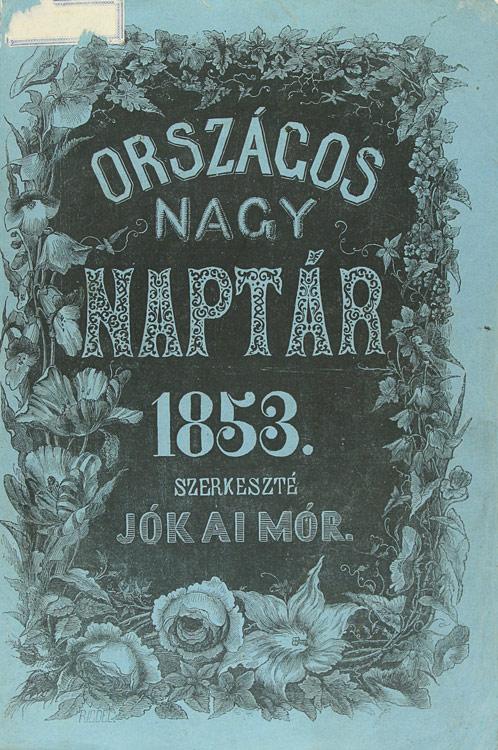 ORSZÁGOS
NAGY
NAPTÁR
1853.
SZERKESZTÉ
JÓKAI MÓR.